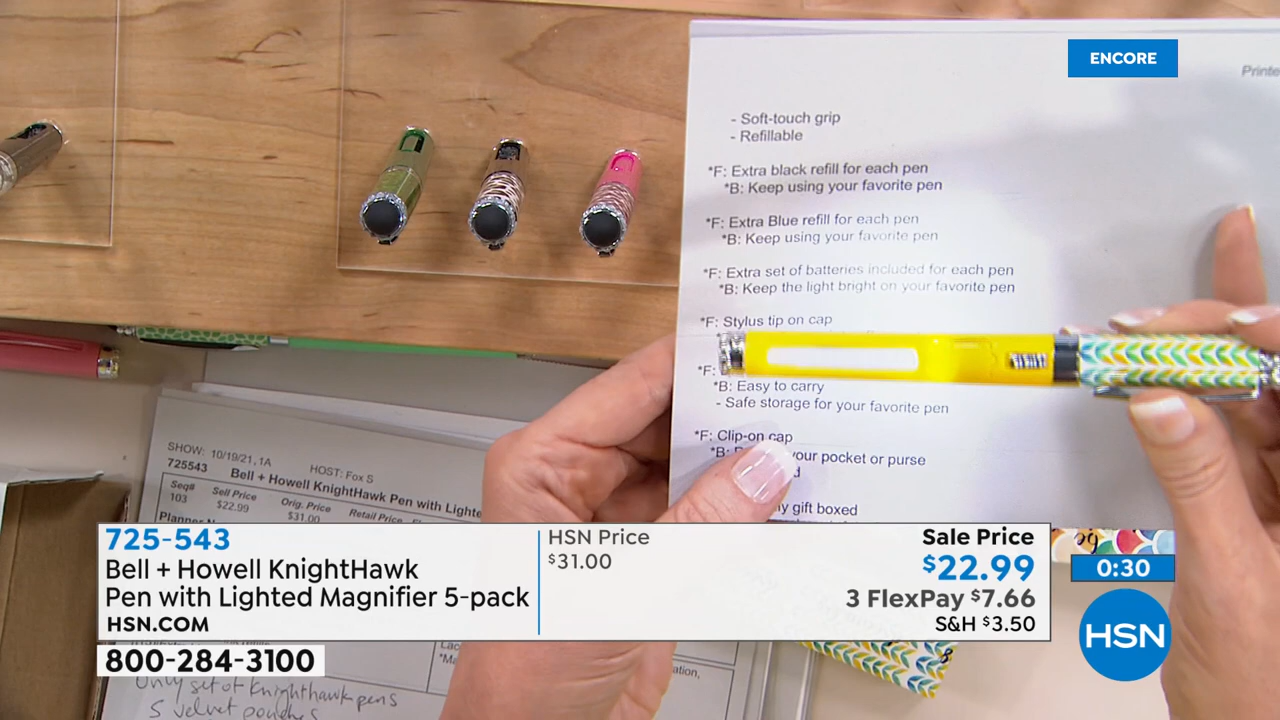 ENCORE
Printe
- Soft-touch grip
- Refillable
*F: Extra black refill for each pen
*B: Keep using your favorite pen
*F: Extra Blue refill for each pen
*B: Keep using your favorite pen
*F: Extra set of batteries included for each pen
*B: Keep the light bright on your favorite pen
*F: Stylus tip on cap
*F:
*B: Easy to carry
- Safe storage for your favorite pen
*F: Clip-on cap
*B: your pocket or purse
gift boxed
SHOW: 10/19/21, 1A HOST: Fox S
725543 Bell + Howell KnightHawk Pen with Lighte
Seq# Sell Price Orig. Price Retail Price
103 $22.99 $31.00
Planner
725-543
Bell + Howell KnightHawk
Pen with Lighted Magnifier 5-pack
HSN.COM
HSN Price
$31.00
Sale Price
$22.99
3 FlexPay $7.66
S&H $3.50
0:30
HSN
800-284-3100
Only set of Knighthawk pens
5 velvet pouches